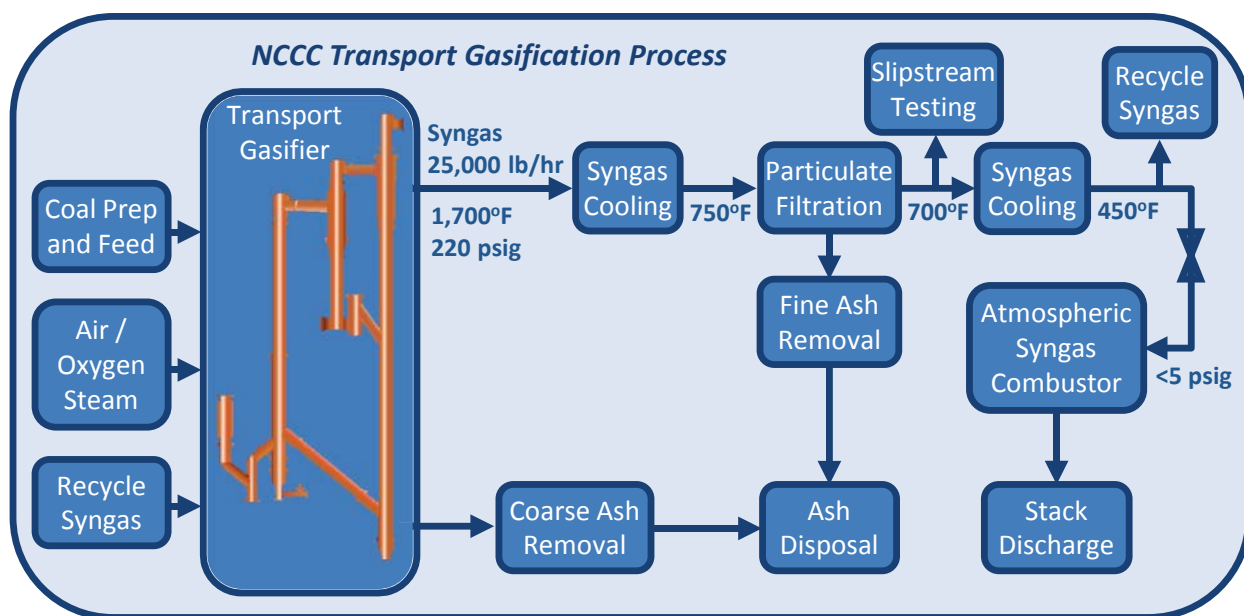 NCCC Transport Gasification Process
Transport
Gasifier
Coal Prep
and Feed
Air /
Oxygen
Steam
Recycle
Syngas
Syngas
25,000 lb/hr
1,700ºF
220 psig
Syngas
Cooling
750ºF
Particulate
Filtration
Slipstream
Testing
700ºF
Syngas
Cooling
450ºF
Recycle
Syngas
Fine Ash
Removal
Atmospheric
Syngas
Combustor
<5 psig
Coarse Ash
Removal
Ash
Disposal
Stack
Discharge